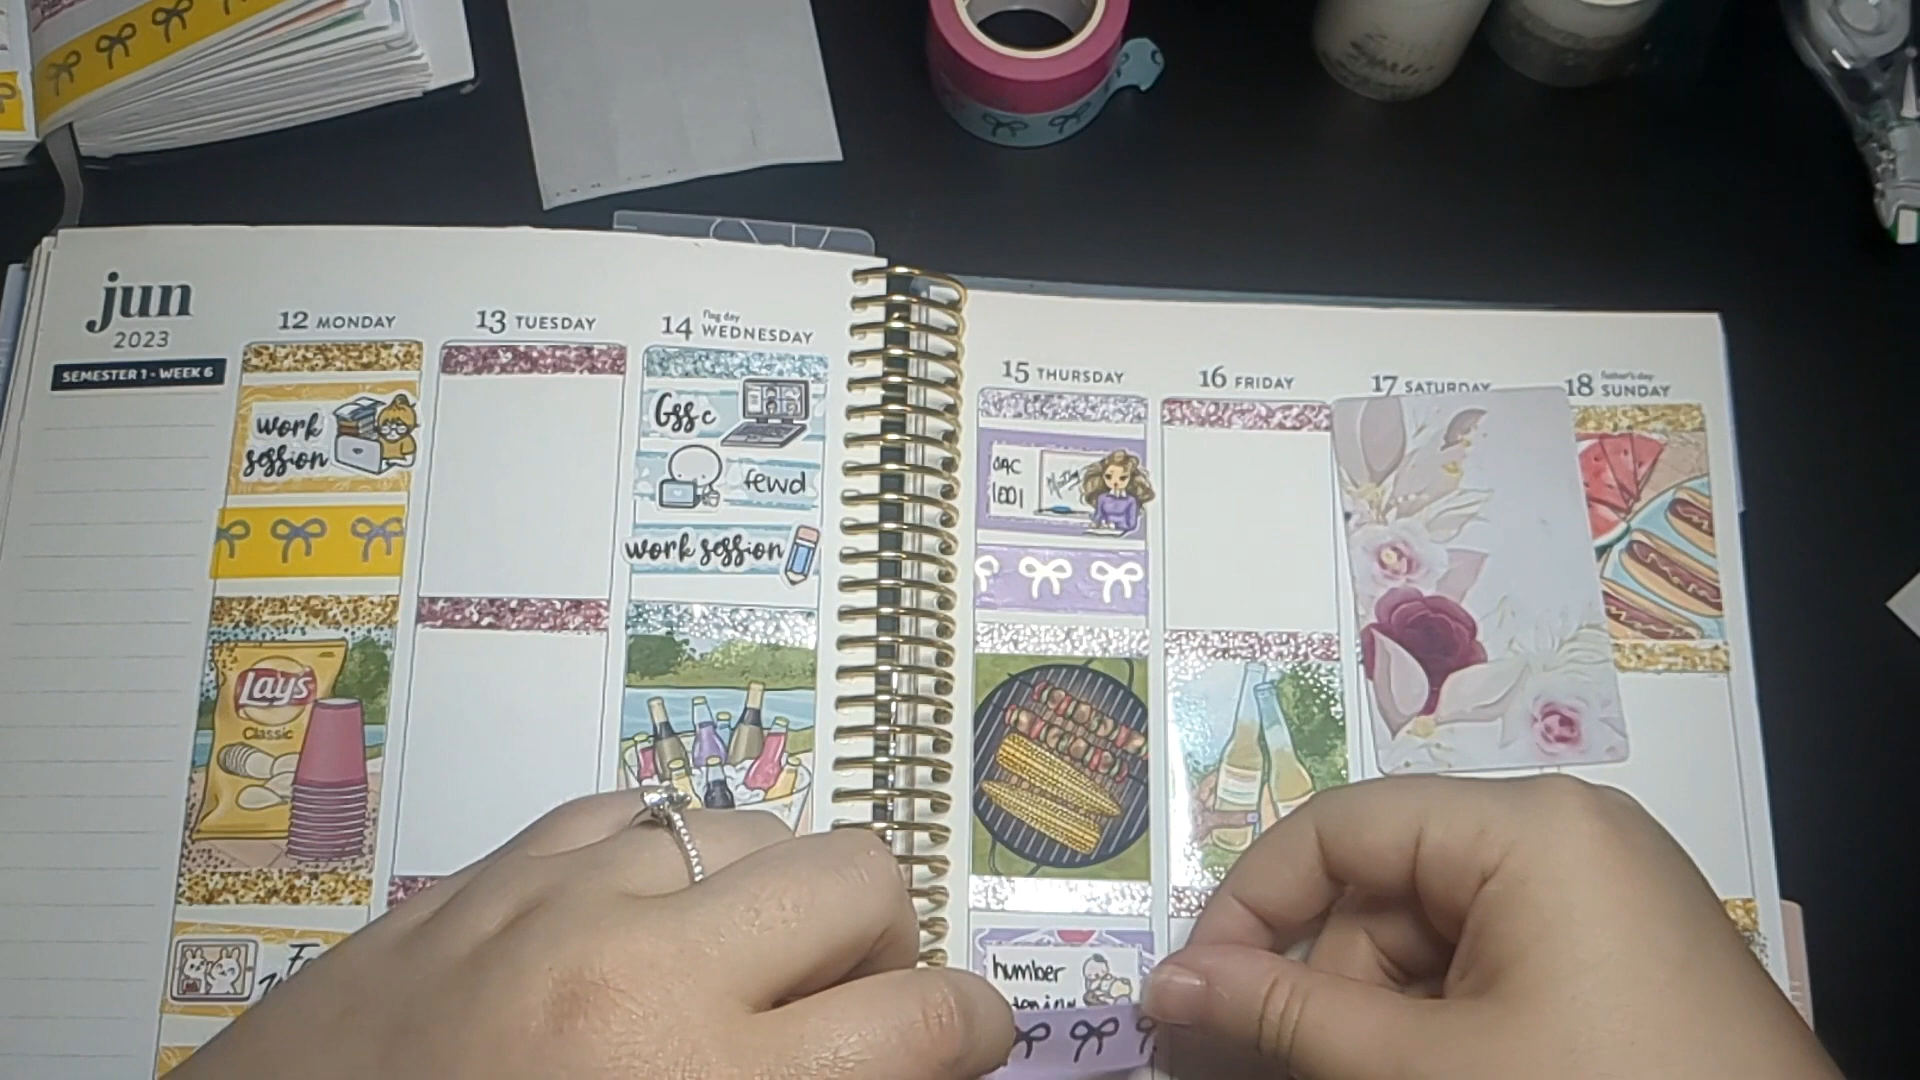 jun
2023
SEMESTER 1 - WEEK 6
12 MONDAY
13 TUESDAY
flag day
14 WEDNESDAY
15 THURSDAY
16 FRIDAY
17 SATURDAY
father's day
18 SUNDAY
work
session
Lay's
Classic
GSSC
fewd
work session
OAC
1001
humber